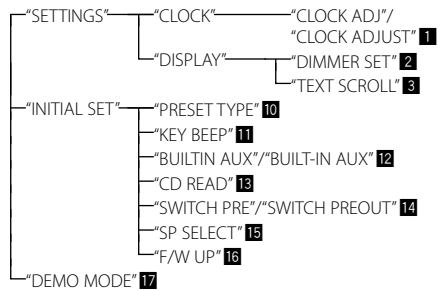 “SETTINGS” “CLOCK” “CLOCK ADJ”/
“CLOCK ADJUST” 1
“DISPLAY” “DIMMER SET” 2
“TEXT SCROLL” 3
“INITIAL SET” “PRESET TYPE” 10
“KEY BEEP” 11
“BUILTIN AUX”/“BUILT-IN AUX” 12
“CD READ” 13
“SWITCH PRE”/“SWITCH PREOUT” 14
“SP SELECT” 15
“F/W UP” 16
“DEMO MODE” 17